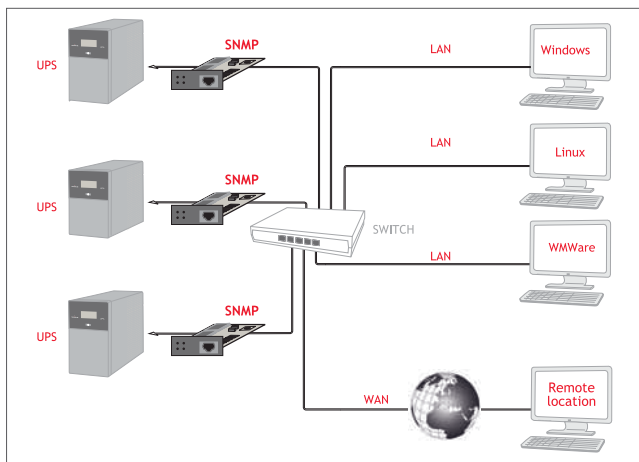 SNMP
LAN
Windows
UPS
LAN
Linux
SNMP
UPS
SWITCH
WMWare
LAN
SNMP
UPS
WAN
Remote
location